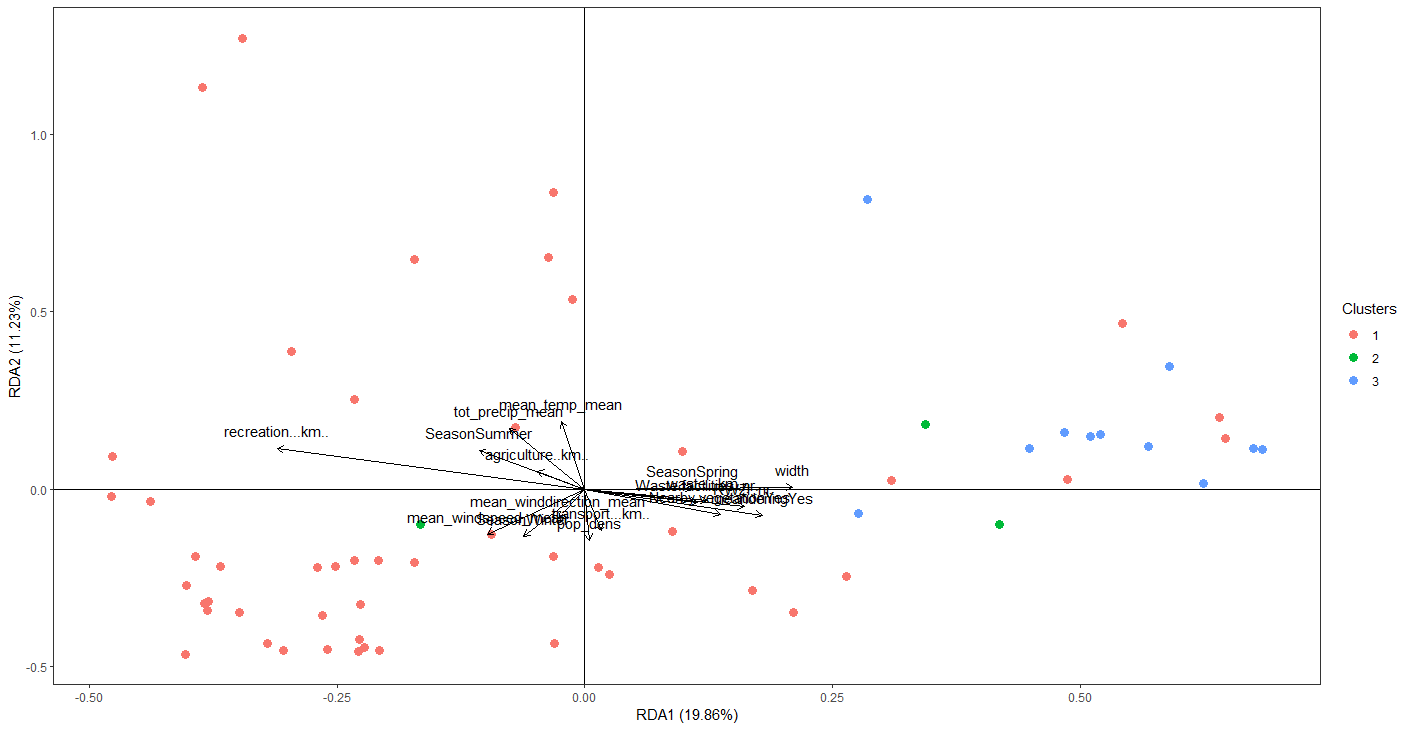 1.0
0.5
0.0
-0.5
RDA2 (11.23%)
mean_temp_mean
tot_precip_mean
recreation...km..
SeasonSummer
agriculture..km..
SeasonSpring
width
mean_winddirection_mean
transport...km..
pop_dens
-0.50
-0.25
0.00
0.25
0.50
RDA1 (19.86%)
Clusters
1
2
3